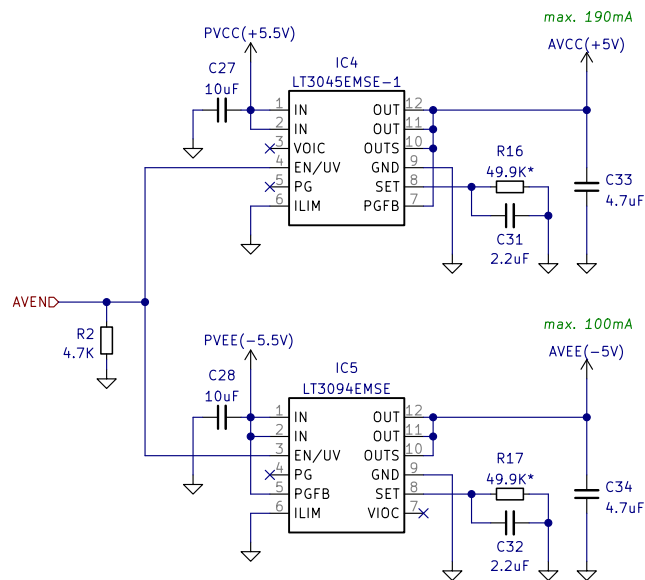 max. 190mA
PVCC(+5.5V)
AVCC(+5V)
C27
10uF
IC4
LT3045EMSE-1
1 IN OUT 12
2 IN OUT 11
3 VOIC OUTS 10
4 EN/UV GND 9
5 PG SET 8
6 ILIM PGFB 7
R16
49.9K*
C31
2.2uF
C33
4.7uF
AVEN
R2
4.7K
max. 100mA
PVEE(-5.5V)
AVEE(-5V)
C28
10uF
IC5
LT3094EMSE
1 IN OUT 12
2 IN OUT 11
3 EN/UV OUTS 10
4 PG GND 9
5 PGFB SET 8
6 ILIM VIOC 7
R17
49.9K*
C32
2.2uF
C34
4.7uF